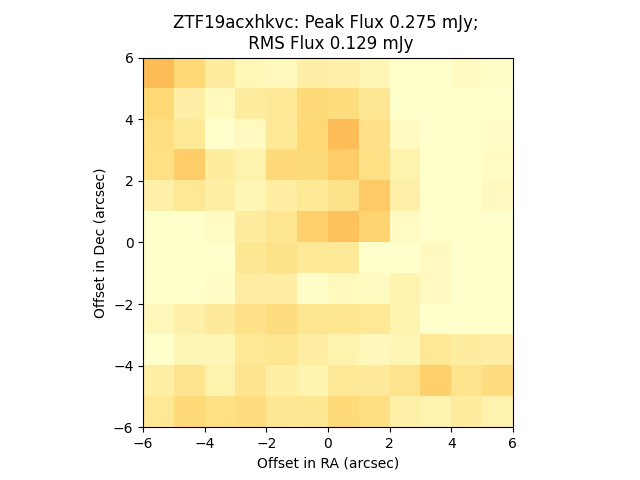 ZTF19acxhkvc: Peak Flux 0.275 mJy;
RMS Flux 0.129 mJy
6
4
2
0
−2
−4
−6
Offset in Dec (arcsec)
−6 −4 −2 0 2 4 6
Offset in RA (arcsec)